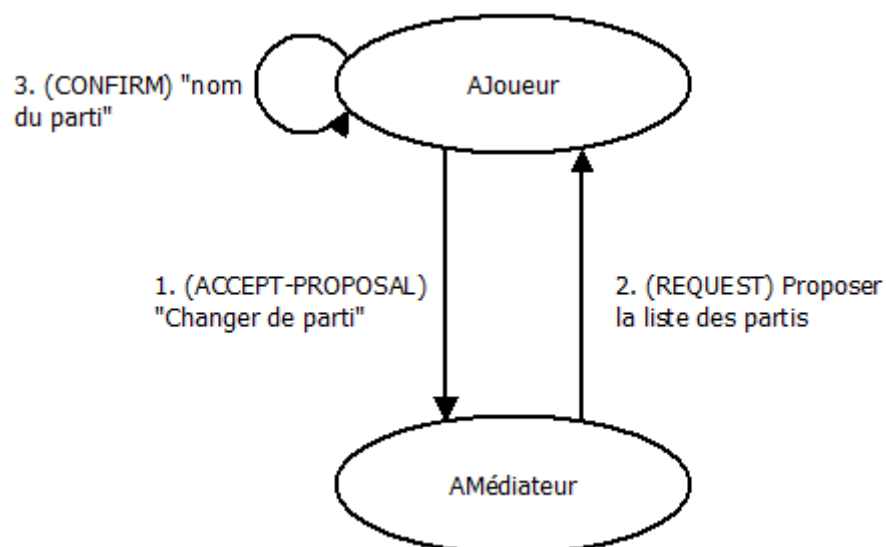 AJoueur
3. (CONFIRM) "nom
du parti"
1. (ACCEPT-PROPOSAL)
"Changer de parti"
2. (REQUEST) Proposer
la liste des partis
AMédiateur